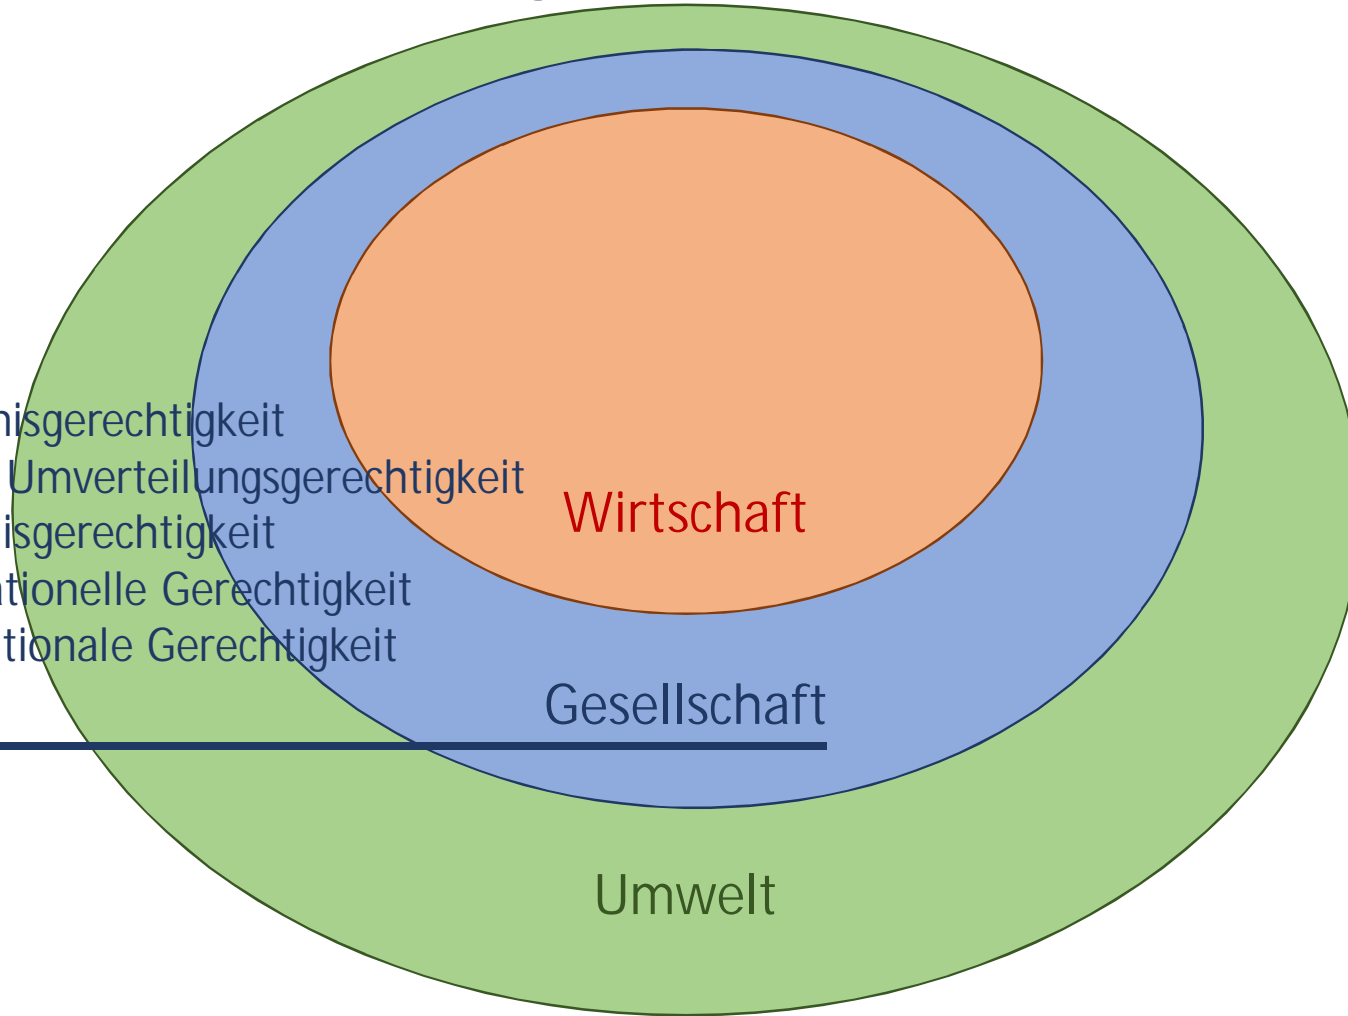 nisgerechtigkeit
Umverteilungsgerechtigkeit
isgerechtigkeit
tionelle Gerechtigkeit
tionale Gerechtigkeit
Wirtschaft
Gesellschaft
Umwelt